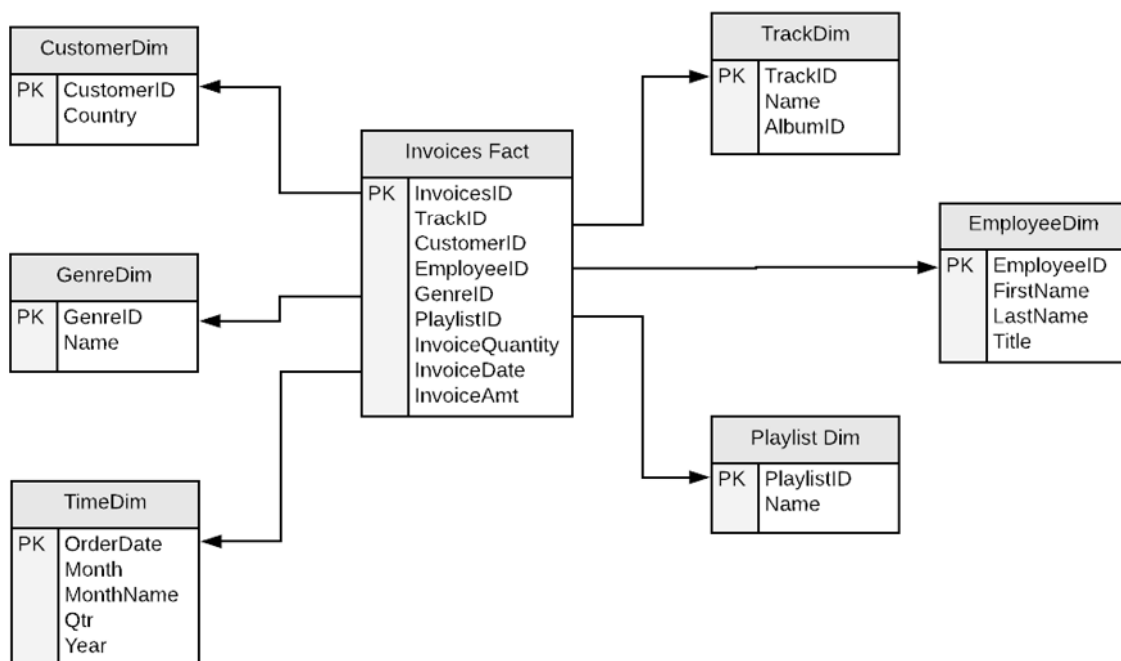 CustomerDim
PK CustomerID
Country
GenreDim
PK GenreID
Name
TimeDim
PK OrderDate
Month
MonthName
Qtr
Year
Invoices Fact
PK InvoicesID
TrackID
CustomerID
EmployeeID
GenreID
PlaylistID
InvoiceQuantity
InvoiceDate
InvoiceAmt
TrackDim
PK TrackID
Name
AlbumID
EmployeeDim
PK EmployeeID
FirstName
LastName
Title
Playlist Dim
PK PlaylistID
Name